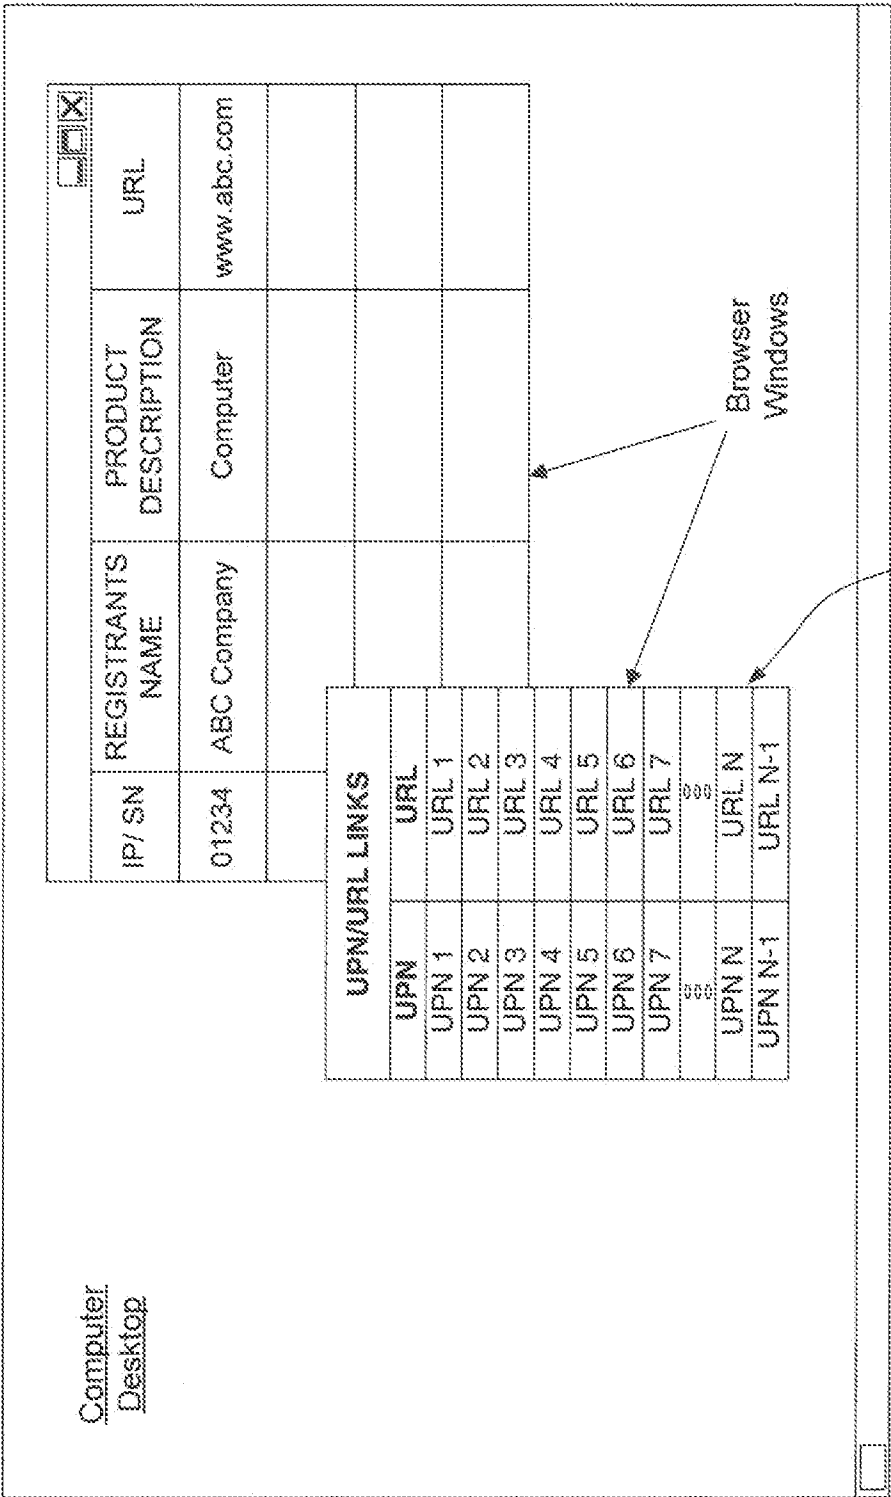 Computer
Desktop
IP/ SN REGISTRANTS NAME PRODUCT DESCRIPTION URL
01234 ABC Company Computer www.abc.com
UPN/URL LINKS
UPN URL
UPN 1 URL 1
UPN 2 URL 2
UPN 3 URL 3
UPN 4 URL 4
UPN 5 URL 5
UPN 6 URL 6
UPN 7 URL 7
ooo ooo
UPN N URL N
UPN N-1 URL N-1
Browser
Windows